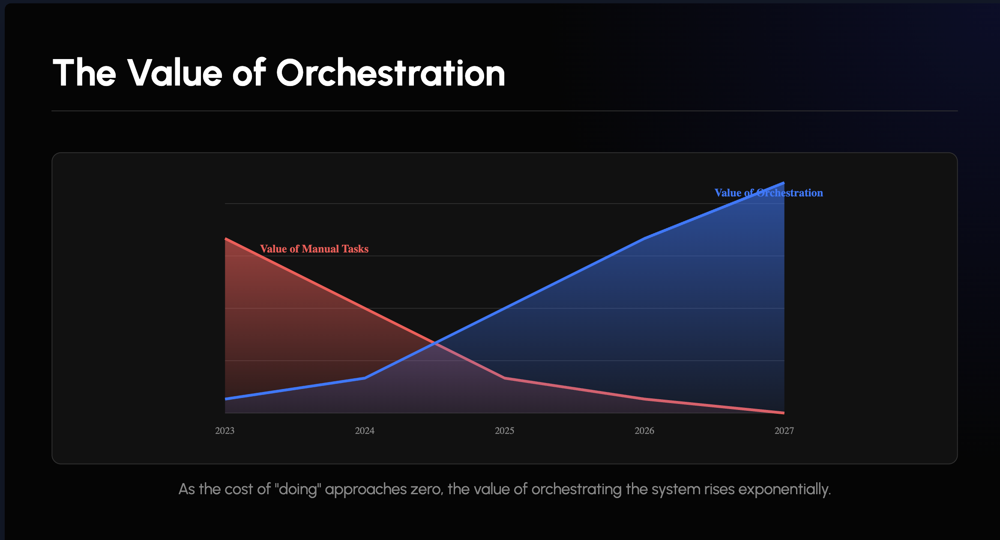 The Value of Orchestration
Value of Orchestration
Value of Manual Tasks
2023 2024 2025 2026 2027
As the cost of "doing" approaches zero, the value of orchestrating the system rises exponentially.